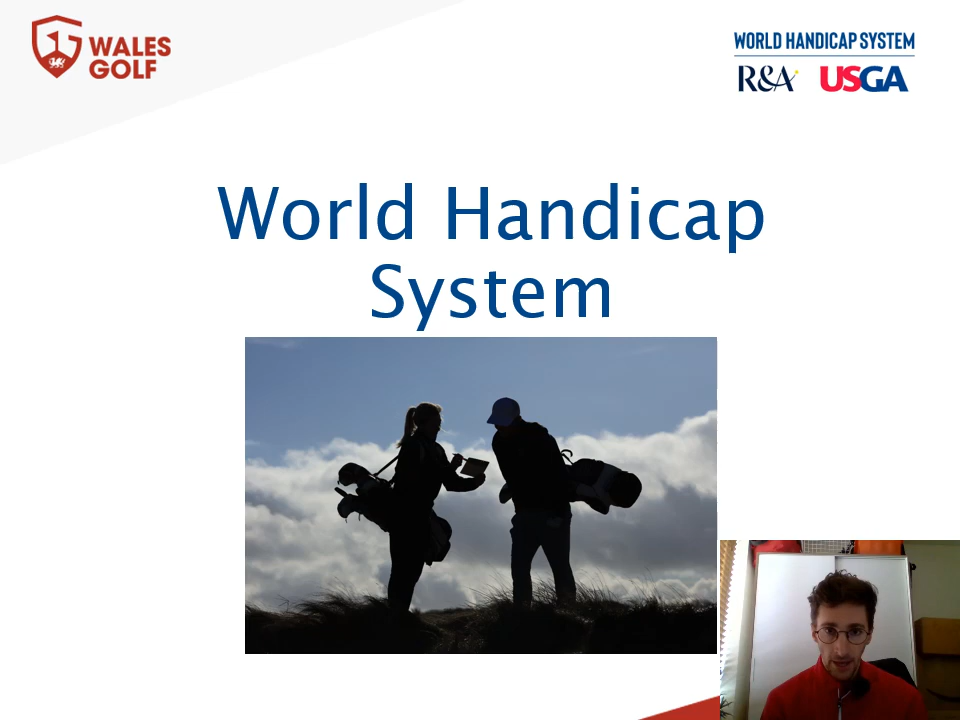 WALES
GOLF
WORLD HANDICAP SYSTEM
R&A USGA
World Handicap
System